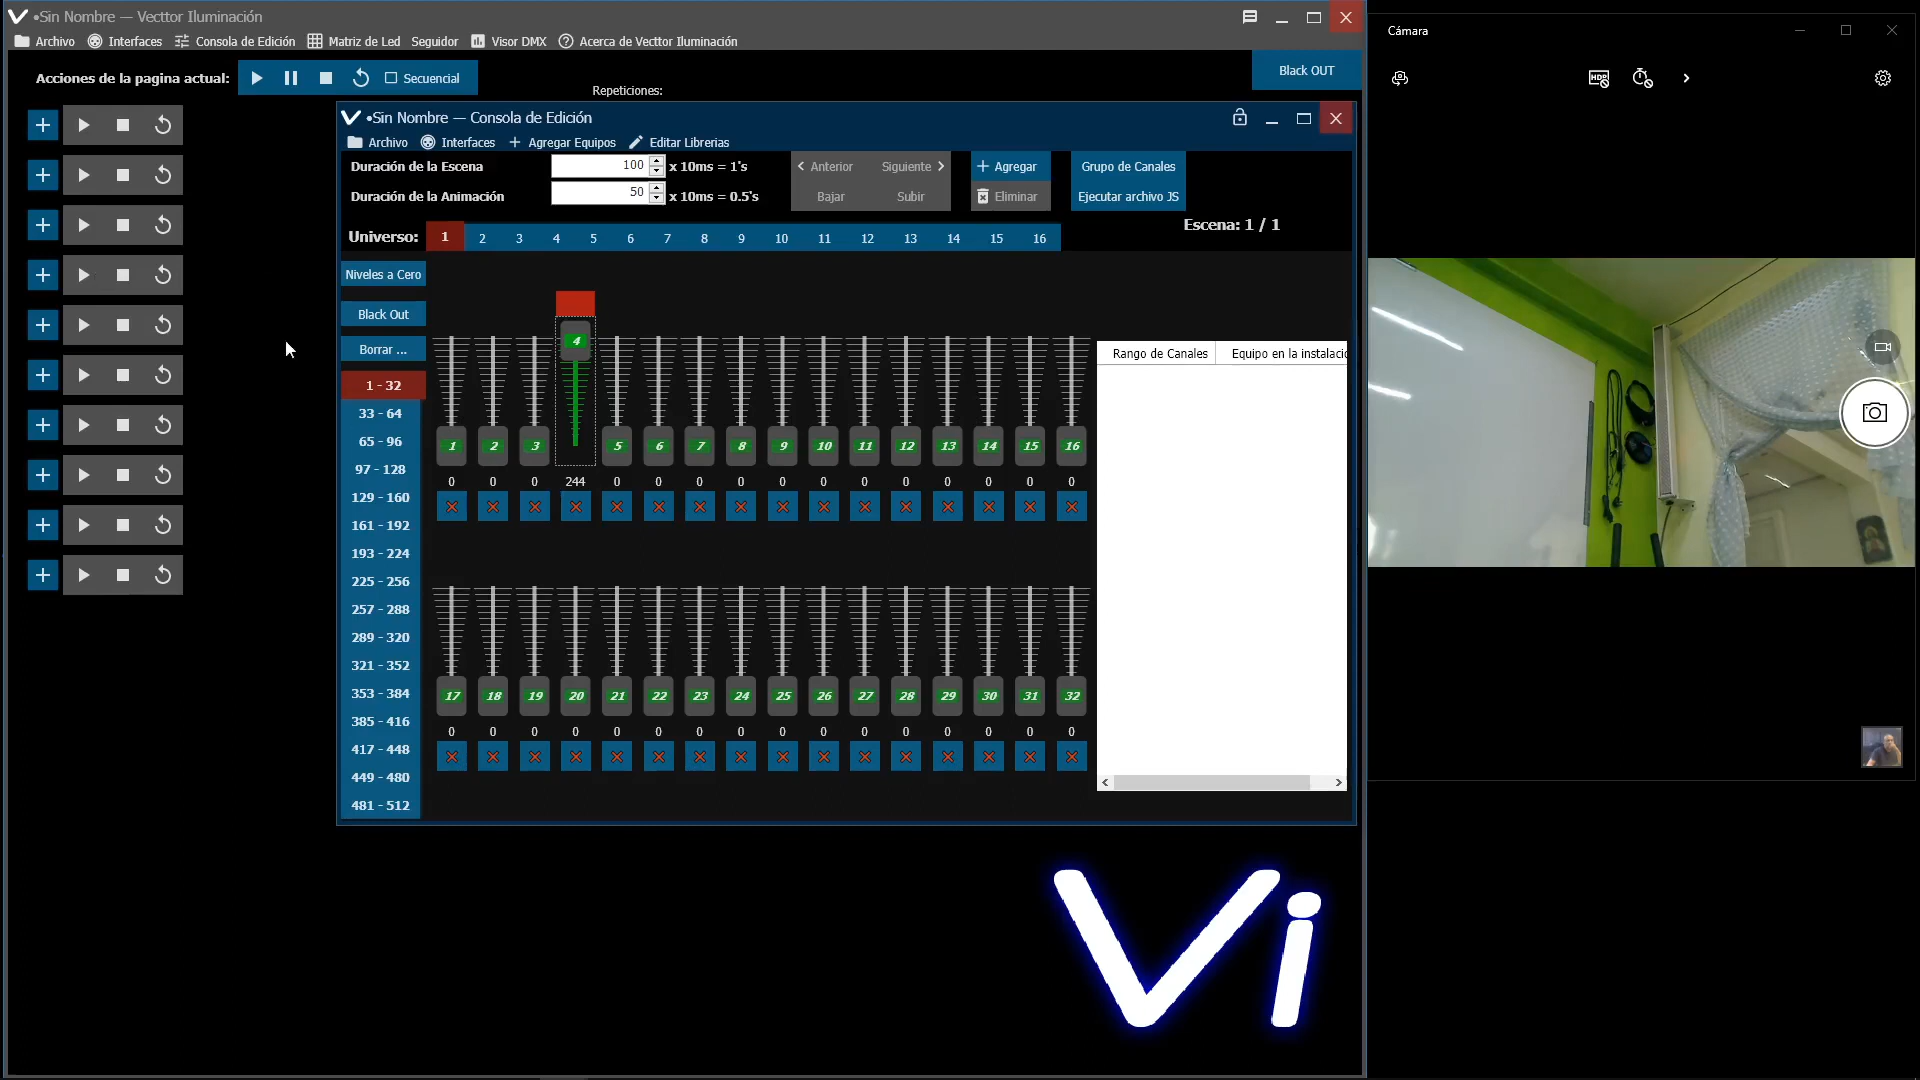 •Sin Nombre — Vecttor Iluminación
Archivo Interfaces Consola de Edición Matriz de Led Seguidor Visor DMX Acerca de Vecttor Iluminación
Acciones de la pagina actual: Secuencial
Repeticiones:
Black OUT
•Sin Nombre — Consola de Edición
Archivo Interfaces Agregar Equipos Editar Librerias
Duración de la Escena 100 x 10ms = 1's
Anterior Siguiente Agregar Grupo de Canales
Duración de la Animación 50 x 10ms = 0.5's
Bajar Subir Eliminar Ejecutar archivo JS
Escena: 1 / 1
Universo: 1 2 3 4 5 6 7 8 9 10 11 12 13 14 15 16
Niveles a Cero
Black Out
Borrar ...
1 - 32
33 - 64
65 - 96
97 - 128
129 - 160
161 - 192
193 - 224
225 - 256
257 - 288
289 - 320
321 - 352
353 - 384
385 - 416
417 - 448
449 - 480
481 - 512
4
1 2 3 5 6 7 8 9 10 11 12 13 14 15 16
0 0 0 244 0 0 0 0 0 0 0 0 0 0 0 0
17 18 19 20 21 22 23 24 25 26 27 28 29 30 31 32
0 0 0 0 0 0 0 0 0 0 0 0 0 0 0 0
Rango de Canales Equipo en la instalació
Vi
Cámara
HDR